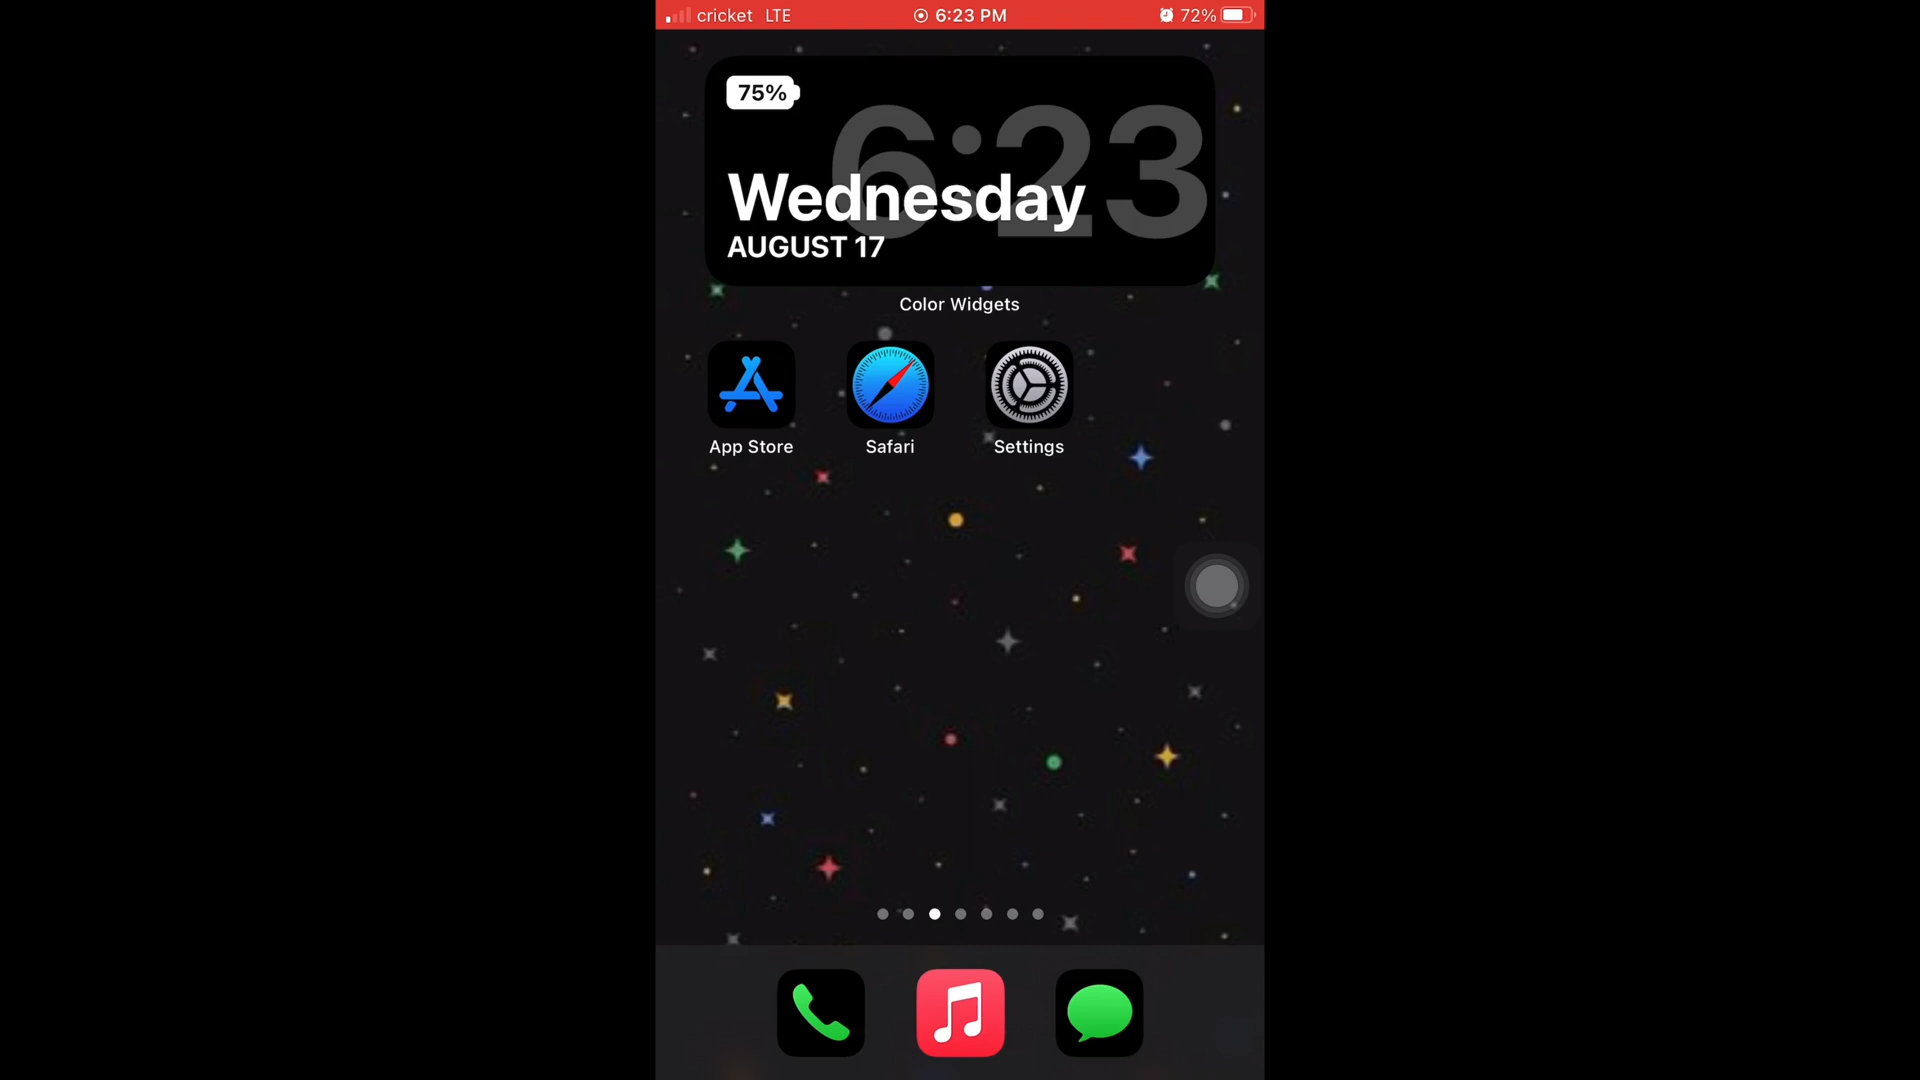 cricket LTE 6:23 PM 72%
75%
6:23
Wednesday
AUGUST 17
Color Widgets
App Store Safari Settings